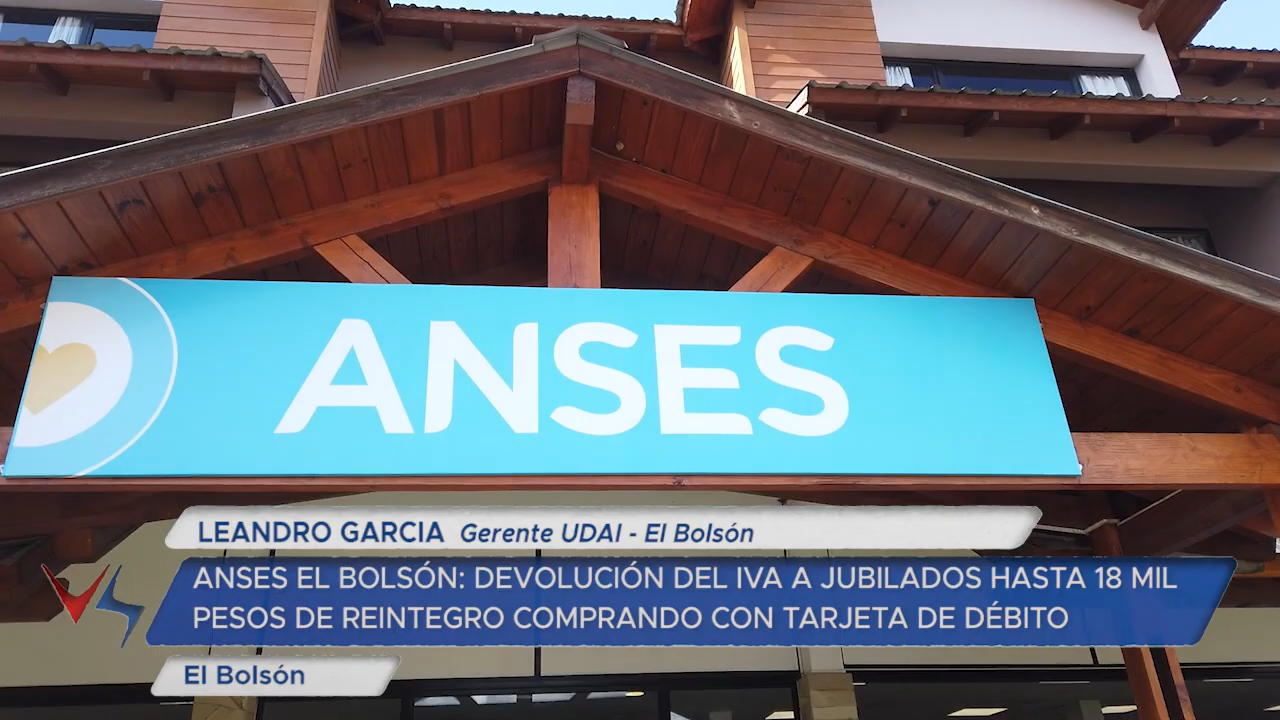 ANSES
LEANDRO GARCIA Gerente UDAI - El Bolsón
ANSES EL BOLSÓN: DEVOLUCIÓN DEL IVA A JUBILADOS HASTA 18 MIL
PESOS DE REINTEGRO COMPRANDO CON TARJETA DE DÉBITO
El Bolsón